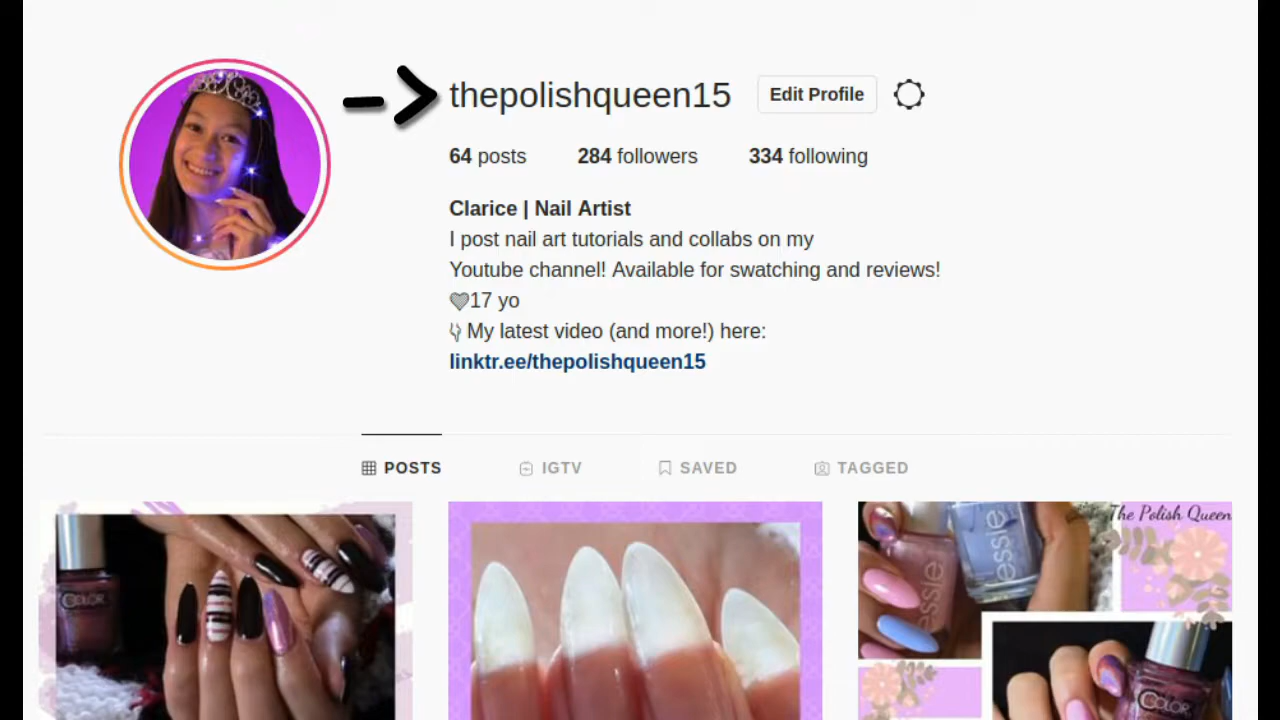 thepolishqueen15 Edit Profile
64 posts 284 followers 334 following
Clarice | Nail Artist
I post nail art tutorials and collabs on my
Youtube channel! Available for swatching and reviews!
17 yo
My latest video (and more!) here:
linktr.ee/thepolishqueen15
POSTS IGTV SAVED TAGGED
The Polish Queen
essie
essie
COLOR
COLOR